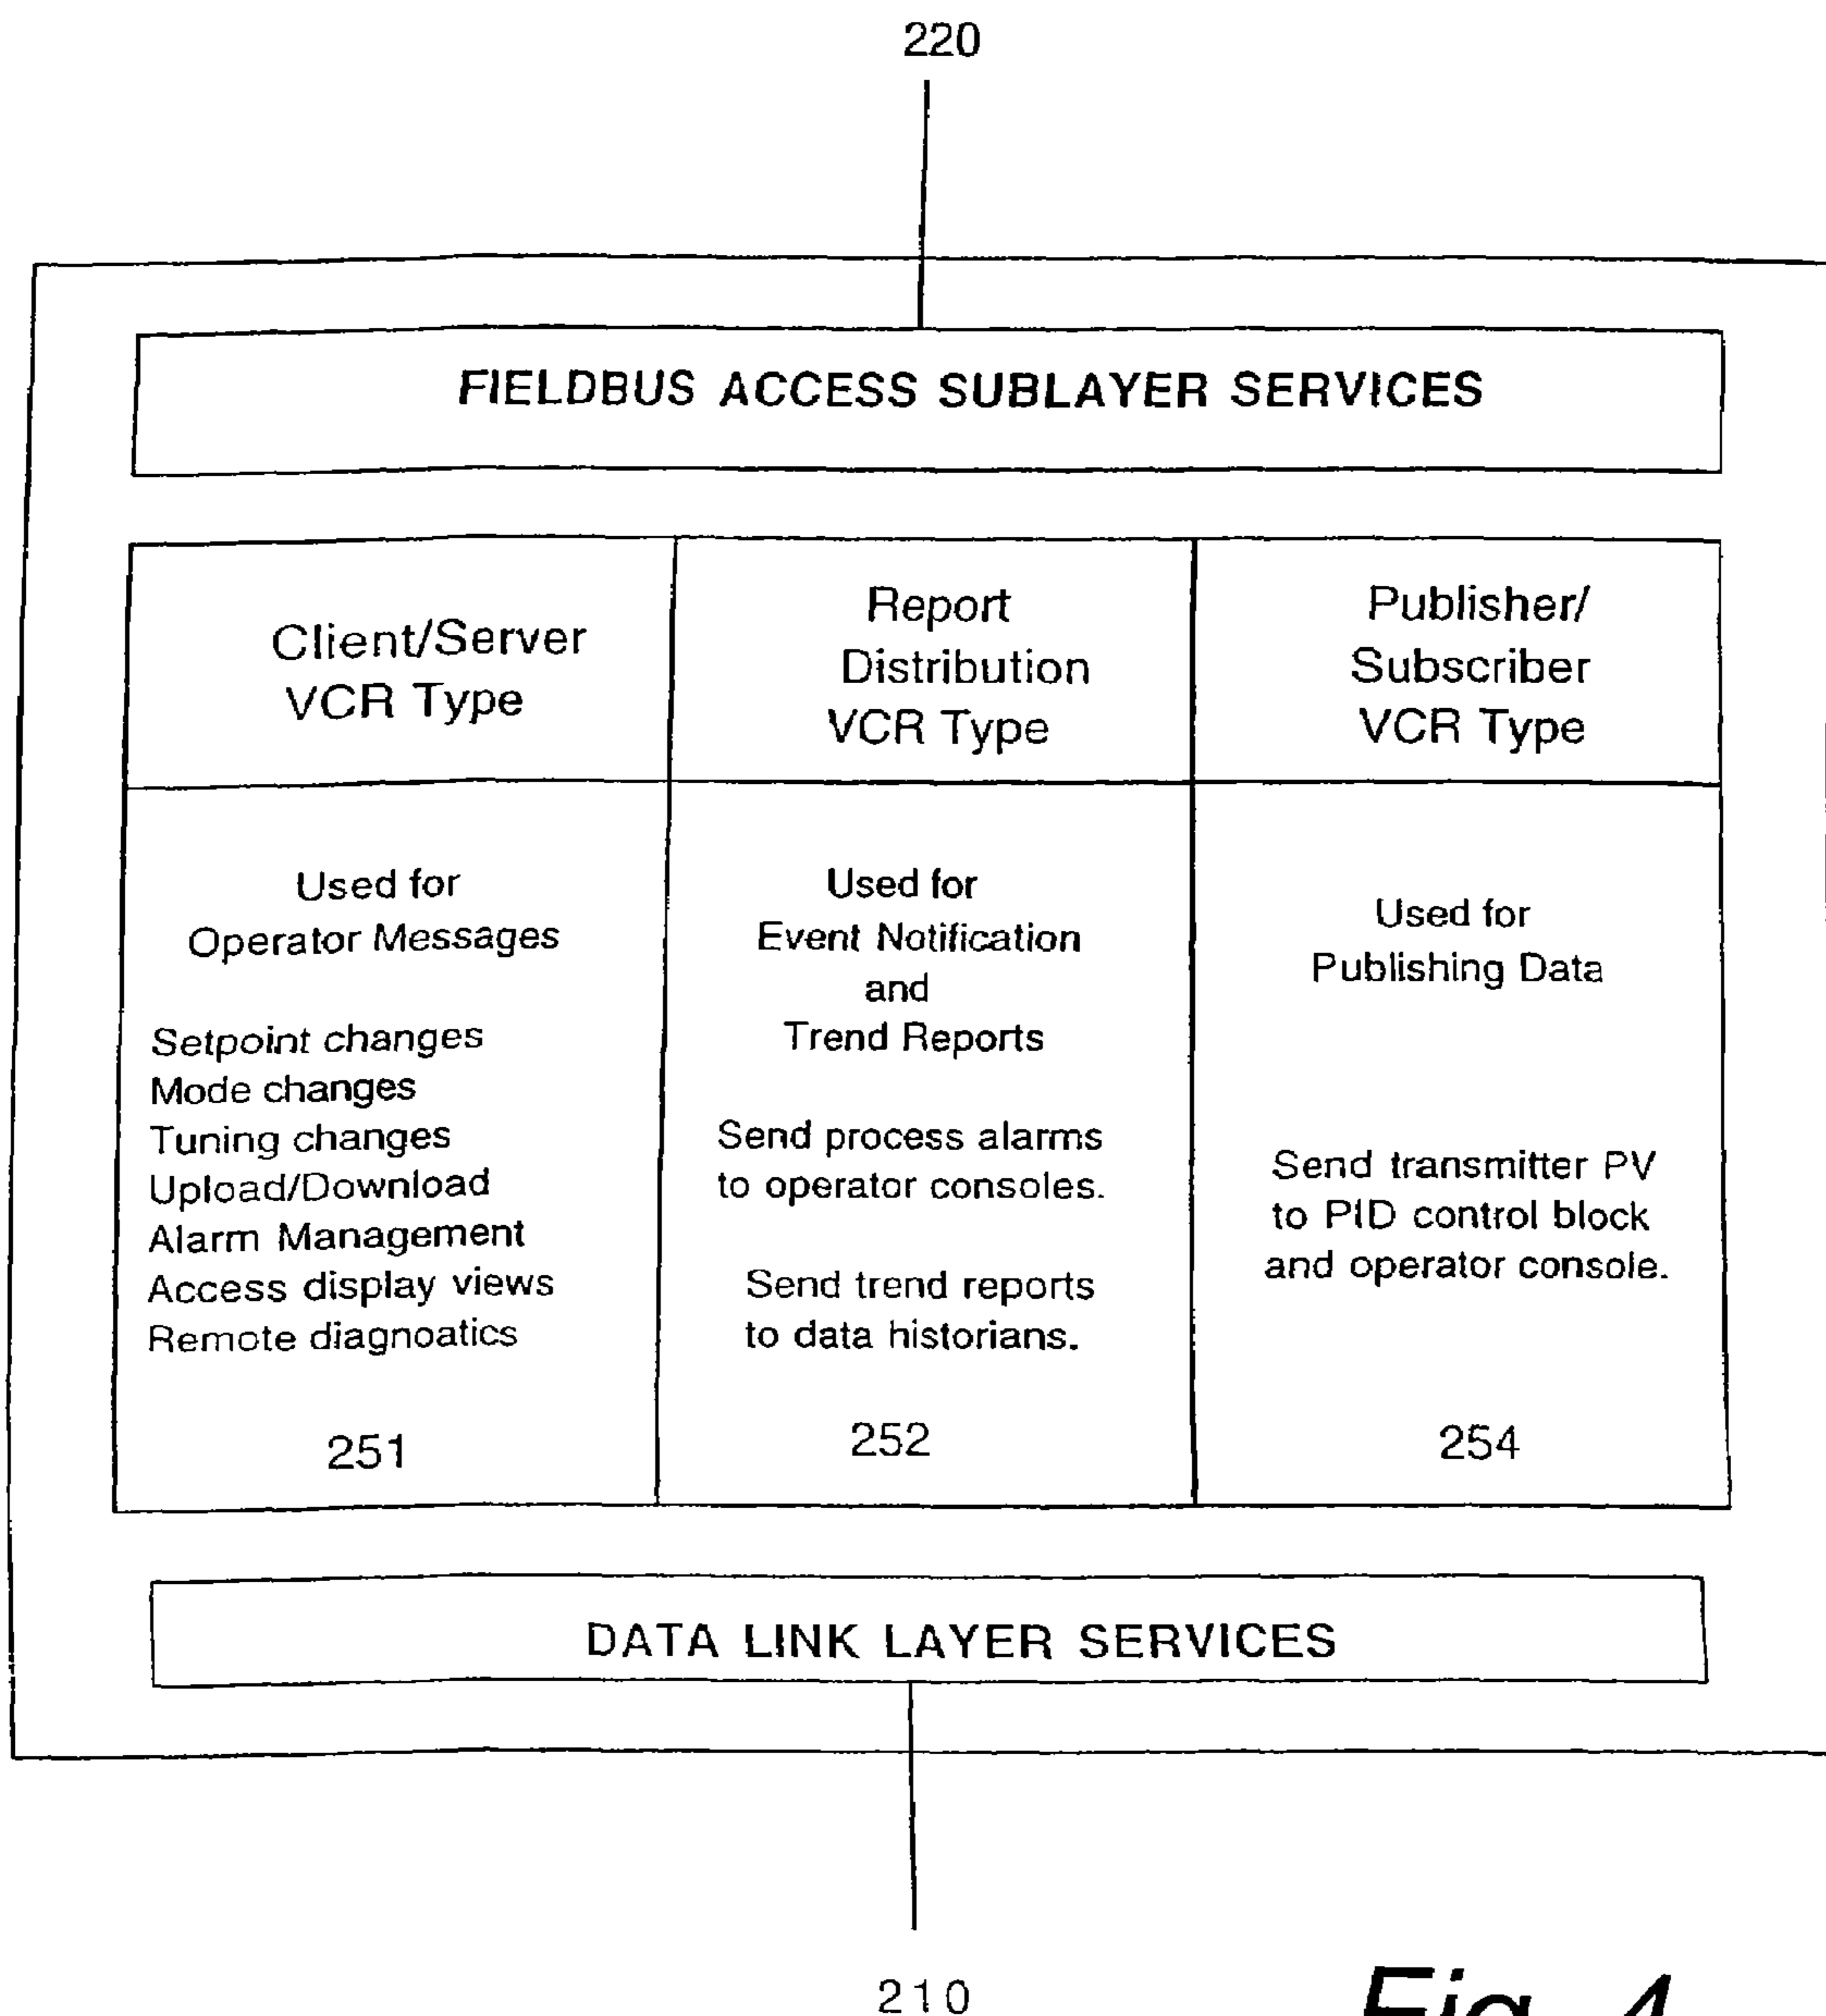 220
FIELDBUS ACCESS SUBLAYER SERVICES
Client/Server
VCR Type
Report
Distribution
VCR Type
Publisher/
Subscriber
VCR Type
Used for
Operator Messages
Setpoint changes
Mode changes
Tuning changes
Upload/Download
Alarm Management
Access display views
Remote diagnoatics
251
Used for
Event Notification
and
Trend Reports
Send process alarms
to operator consoles.
Send trend reports
to data historians.
252
Used for
Publishing Data
Send transmitter PV
to PID control block
and operator console.
254
DATA LINK LAYER SERVICES
210
Fig. 4